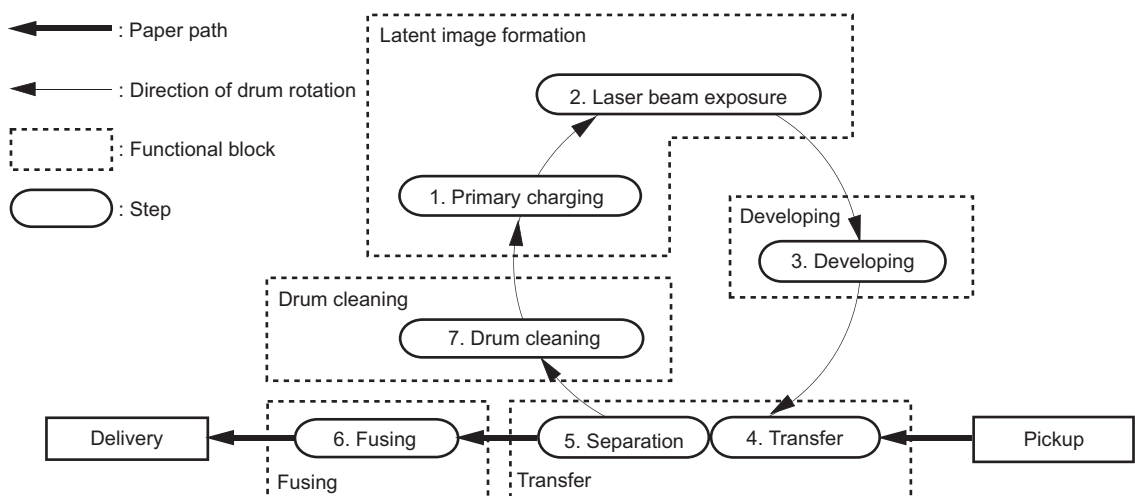 : Paper path
: Direction of drum rotation
: Functional block
: Step
Latent image formation
2. Laser beam exposure
1. Primary charging
Developing
3. Developing
Drum cleaning
7. Drum cleaning
Delivery
6. Fusing
5. Separation
4. Transfer
Pickup
Fusing
Transfer